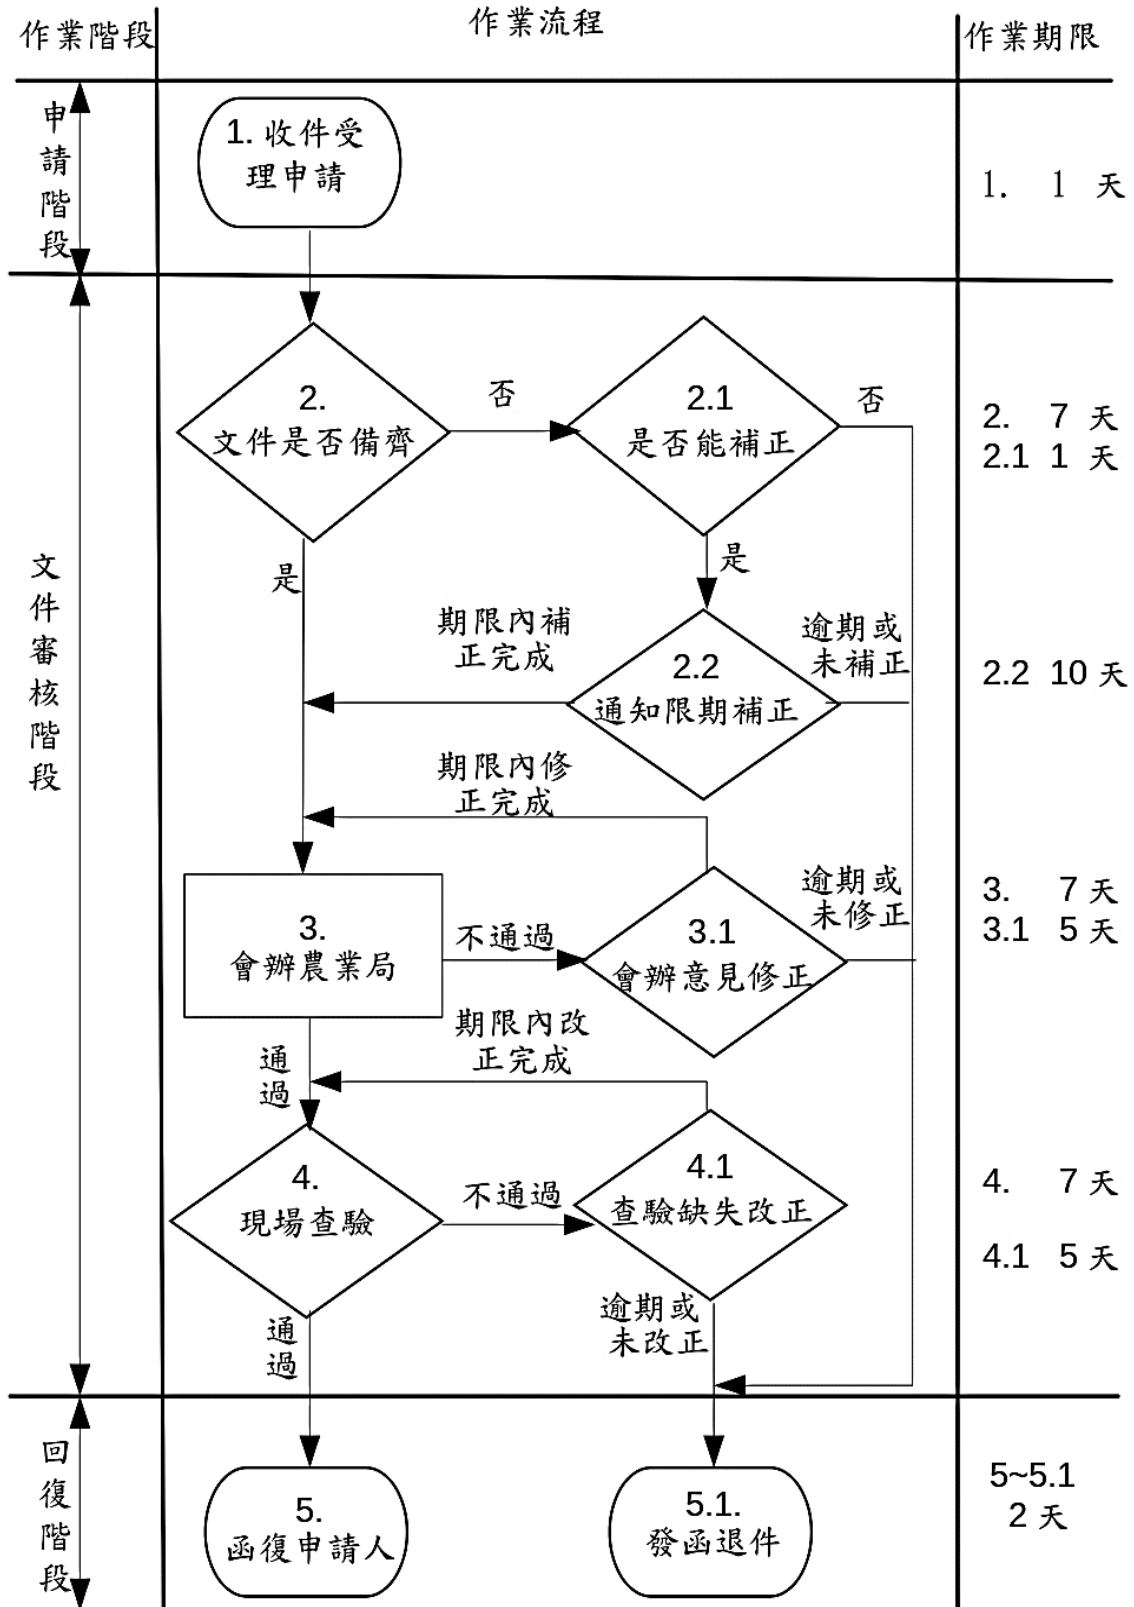 作業階段
作業流程
作業期限
申
請
階
段
1. 收件受
理申請
1. 1 天
文
件
審
核
階
段
2.
文件是否備齊
否
2.1
是否能補正
否
2. 7 天
2.1 1 天
是
是
期限內補
正完成
2.2
通知限期補正
逾期或
未補正
2.2 10 天
期限內修
正完成
3.
會辦農業局
不通過
3.1
會辦意見修正
逾期或
未修正
3. 7 天
3.1 5 天
通
過
期限內改
正完成
4.
現場查驗
不通過
4.1
查驗缺失改正
4. 7 天
4.1 5 天
通
過
逾期或
未改正
回
復
階
段
5.
函復申請人
5.1.
發函退件
5~5.1
2 天